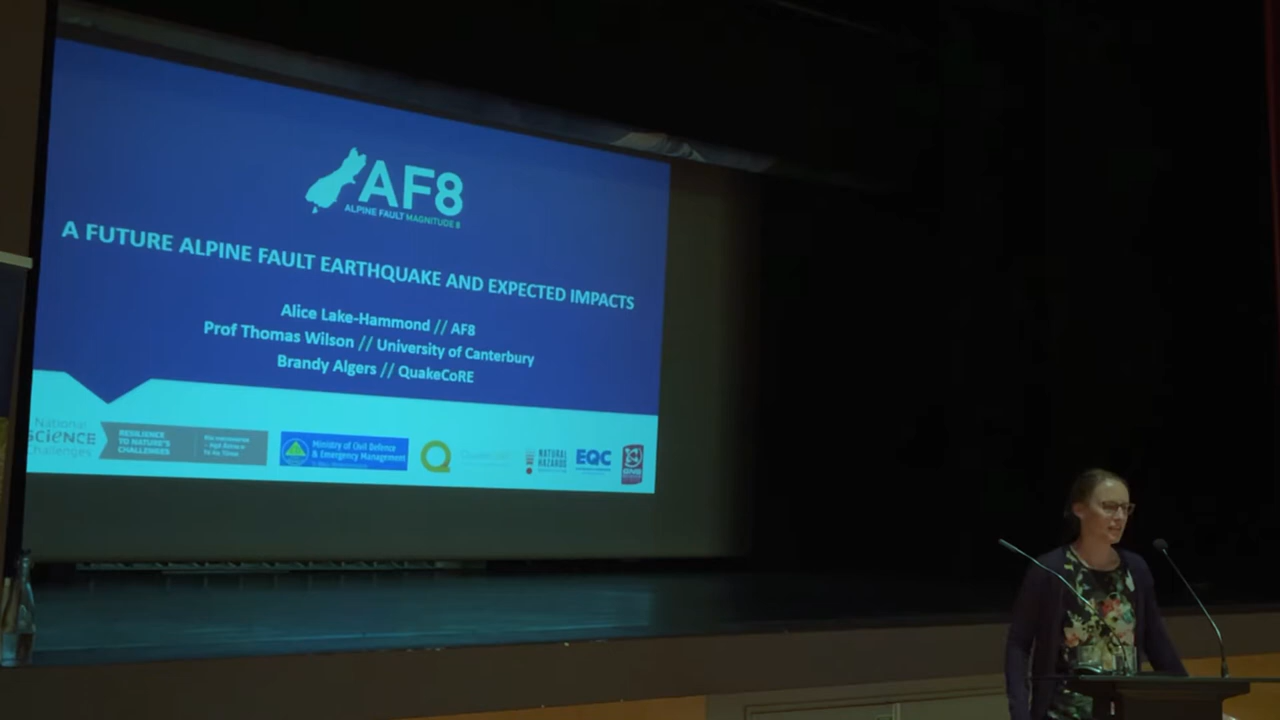 AF8
ALPINE FAULT MAGNITUDE 8
A FUTURE ALPINE FAULT EARTHQUAKE AND EXPECTED IMPACTS
Alice Lake-Hammond // AF8
Prof Thomas Wilson // University of Canterbury
Brandy Algers // QuakeCoRE
National
SCIENCE
Challenges
RESILIENCE
TO NATURE'S
CHALLENGES
Ministry of Civil Defence
& Emergency Management
NATURAL
HAZARDS
EQC